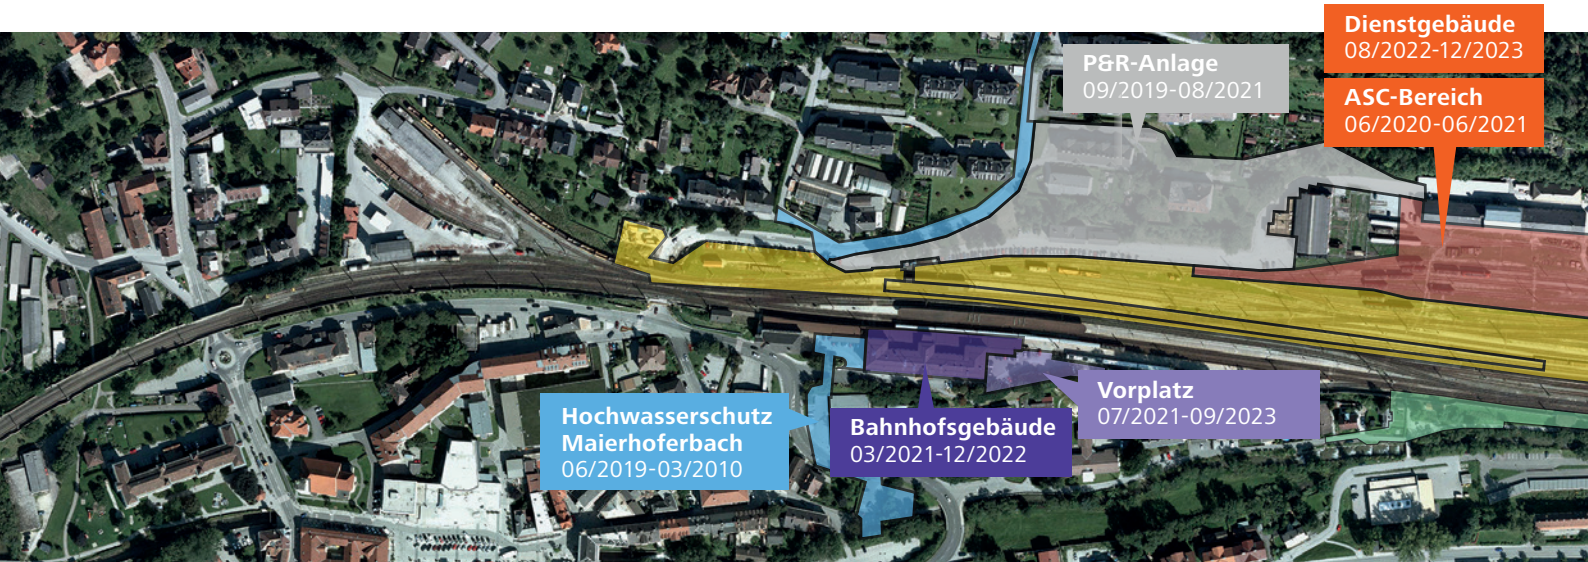 Dienstgebäude
08/2022-12/2023
P&R-Anlage
09/2019-08/2021
ASC-Bereich
06/2020-06/2021
Vorplatz
07/2021-09/2023
Hochwasserschutz
Maierhoferbach
06/2019-03/2010
Bahnhofsgebäude
03/2021-12/2022